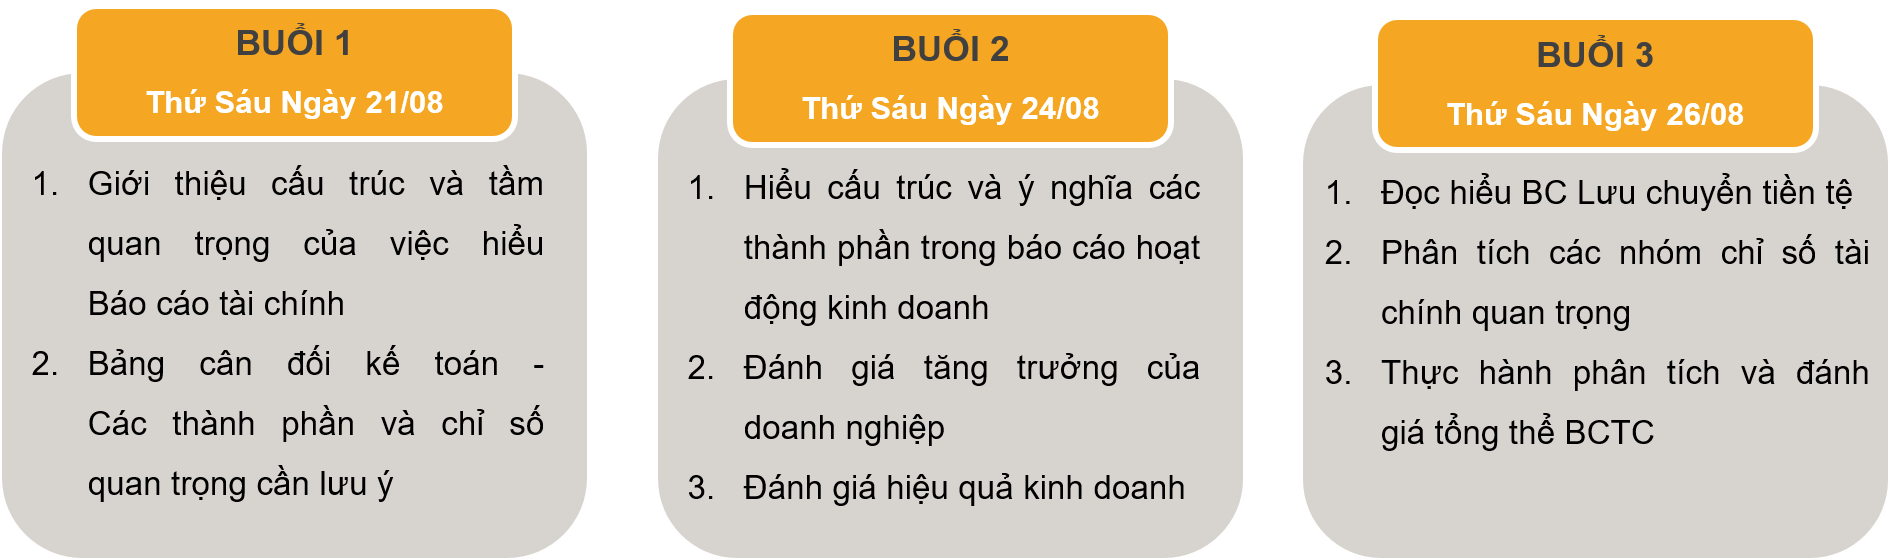 BUỔI 1
Thứ Sáu Ngày 21/08
1. Giới thiệu cấu trúc và tầm
quan trọng của việc hiểu
Báo cáo tài chính
2. Bảng cân đối kế toán -
Các thành phần và chỉ số
quan trọng cần lưu ý
BUỔI 2
Thứ Sáu Ngày 24/08
1. Hiểu cấu trúc và ý nghĩa các
thành phần trong báo cáo hoạt
động kinh doanh
2. Đánh giá tăng trưởng của
doanh nghiệp
3. Đánh giá hiệu quả kinh doanh
BUỔI 3
Thứ Sáu Ngày 26/08
1. Đọc hiểu BC Lưu chuyển tiền tệ
2. Phân tích các nhóm chỉ số tài
chính quan trọng
3. Thực hành phân tích và đánh
giá tổng thể BCTC